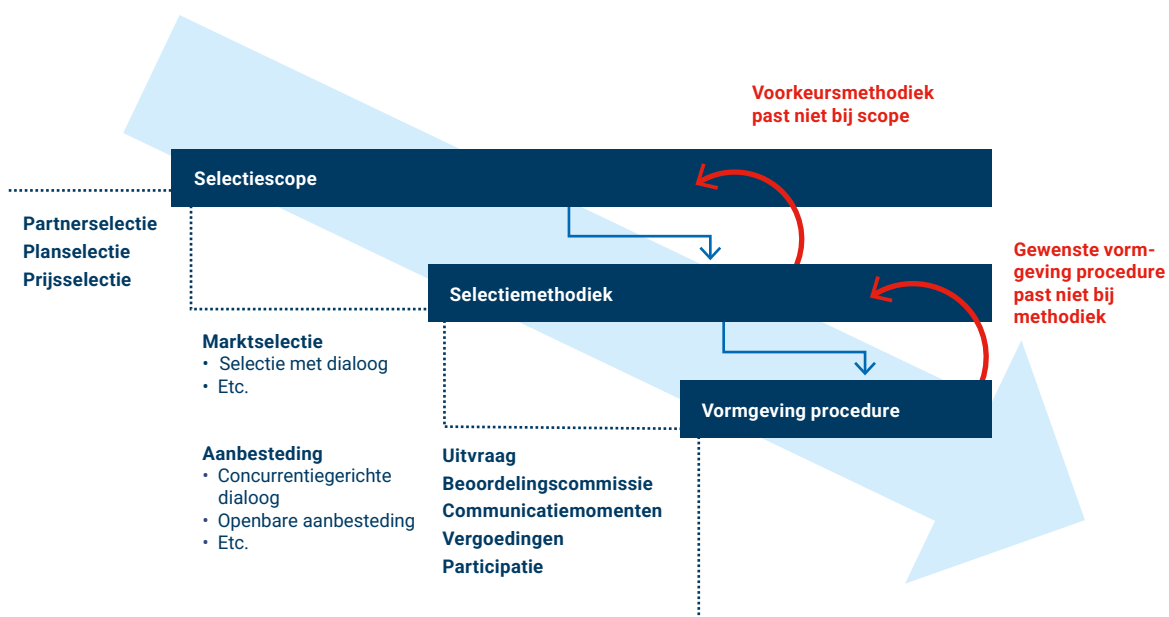 Voorkeursmethodiek
past niet bij scope
Selectiescope
Partnerselectie
Planselectie
Prijsselectie
Gewenste vorm-
geving procedure
past niet bij
methodiek
Selectiemethodiek
Marktselectie
• Selectie met dialoog
• Etc.
Vormgeving procedure
Aanbesteding
• Concurrentiegerichte
dialoog
• Openbare aanbesteding
• Etc.
Uitvraag
Beoordelingscommissie
Communicatiemomenten
Vergoedingen
Participatie